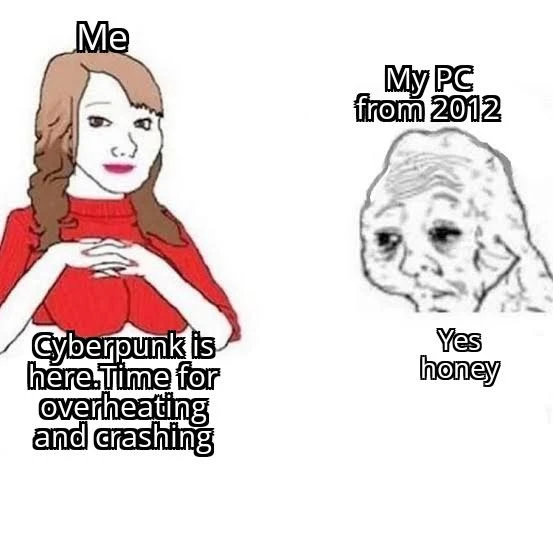 Me
Cyberpunk is
here.Time for
overheating
and crashing
My PC
from 2012
Yes
honey